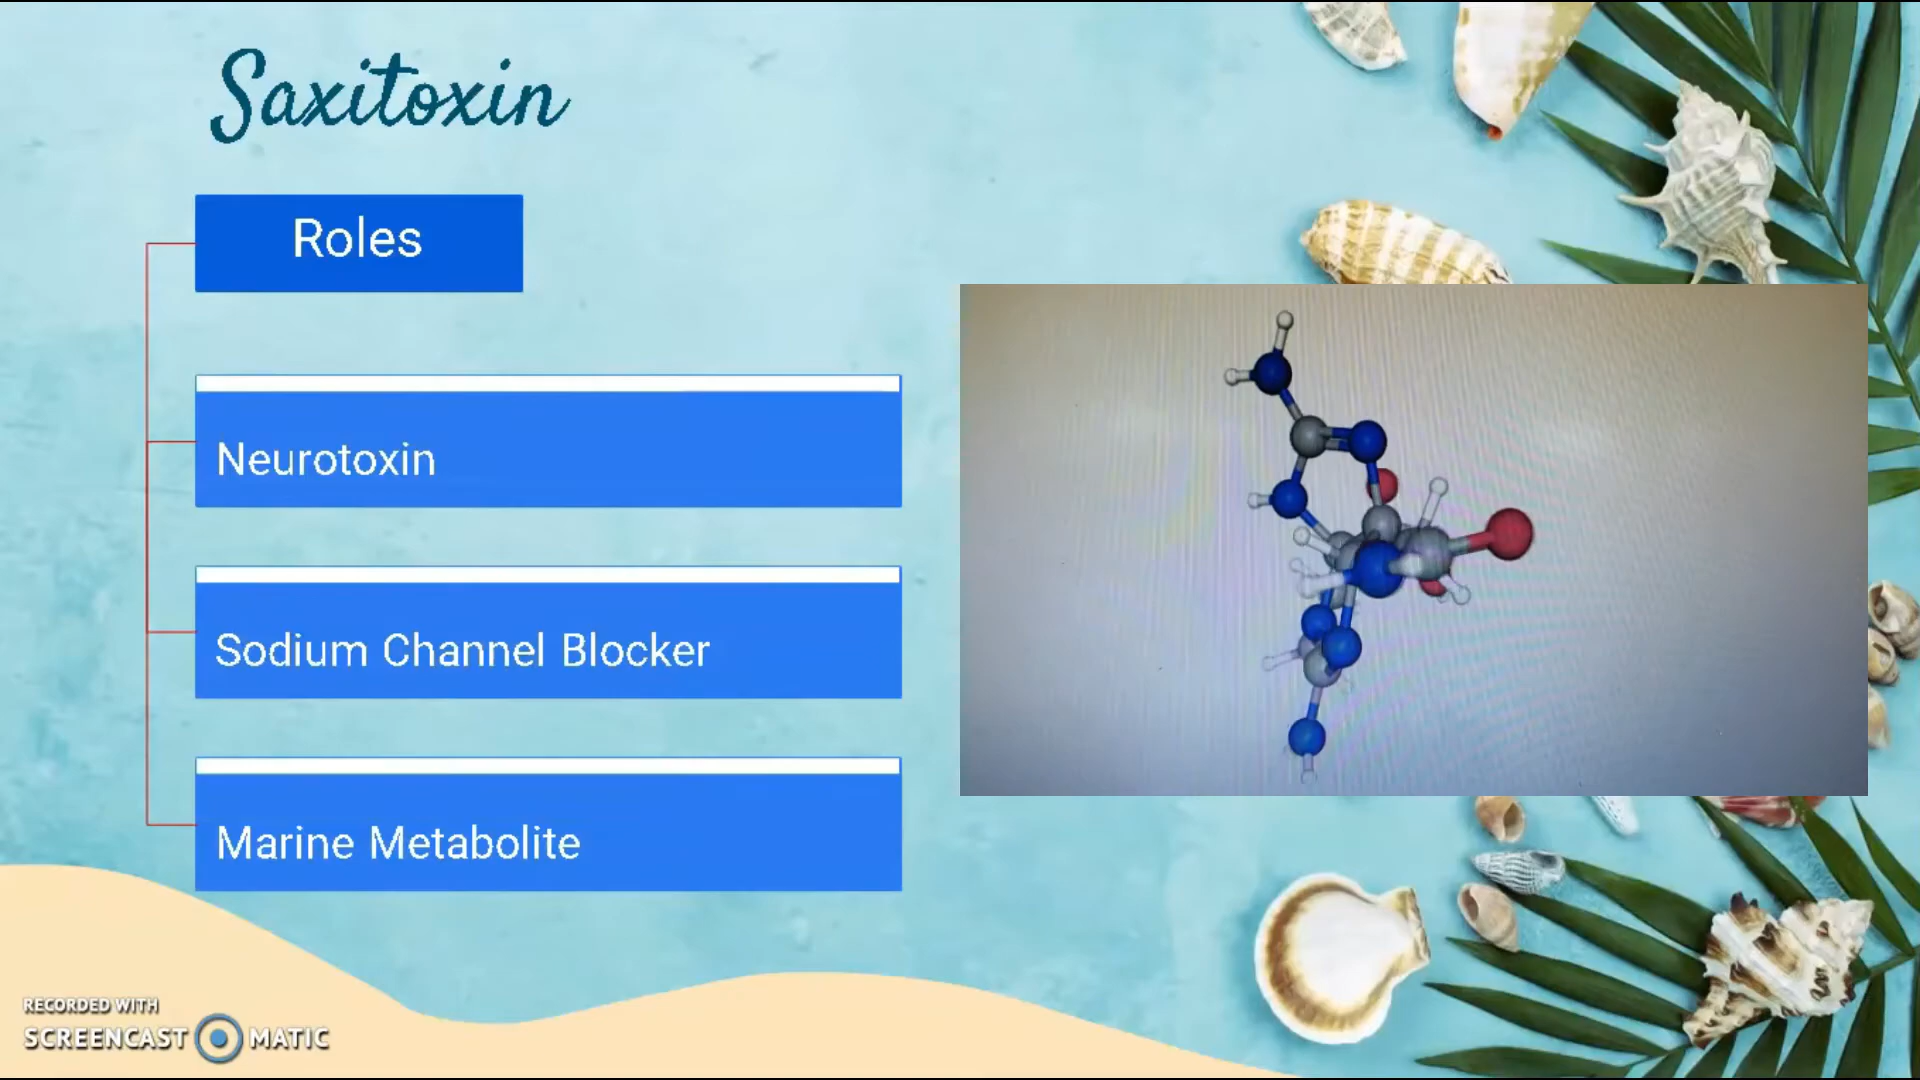 Saxitoxin
Roles
Neurotoxin
Sodium Channel Blocker
Marine Metabolite
RECORDED WITH
SCREENCAST MATIC